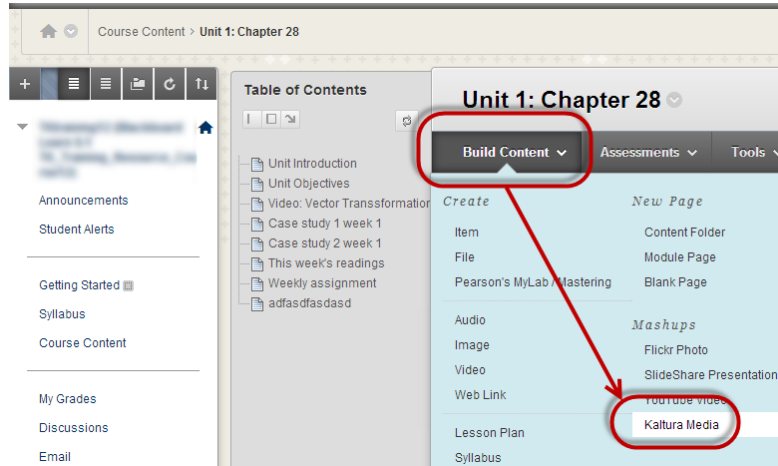 Course Content > Unit 1: Chapter 28
Announcements
Student Alerts
Getting Started
Syllabus
Course Content
My Grades
Discussions
Email
Table of Contents
Unit Introduction
Unit Objectives
Video: Vector Transsformation
Case study 1 week 1
Case study 2 week 1
This week's readings
Weekly assignment
adfasdfasdasd
Unit 1: Chapter 28
Build Content
Assessments
Tools
Create
Item
File
Pearson's MyLab / Mastering
Audio
Image
Video
Web Link
Lesson Plan
Syllabus
New Page
Content Folder
Module Page
Blank Page
Mashups
Flickr Photo
SlideShare Presentation
YouTube Video
Kaltura Media